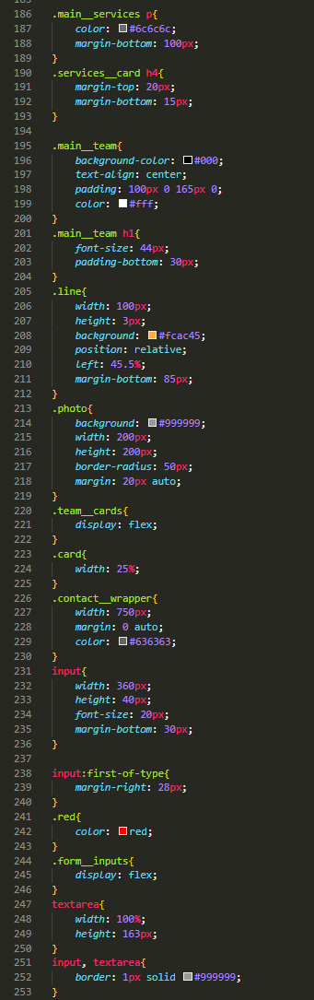 186 .main__services p{
187 color: #6c6c6c;
188 margin-bottom: 100px;
189 }
190 .services__card h4{
191 margin-top: 20px;
192 margin-bottom: 15px;
193 }
194
195 .main__team{
196 background-color: #000;
197 text-align: center;
198 padding: 100px 0 165px 0;
199 color: #fff;
200 }
201 .main__team h1{
202 font-size: 44px;
203 padding-bottom: 30px;
204 }
205 .line{
206 width: 100px;
207 height: 3px;
208 background: #fcac45;
209 position: relative;
210 left: 45.5%;
211 margin-bottom: 85px;
212 }
213 .photo{
214 background: #999999;
215 width: 200px;
216 height: 200px;
217 border-radius: 50px;
218 margin: 20px auto;
219 }
220 .team__cards{
221 display: flex;
222 }
223 .card{
224 width: 25%;
225 }
226 .contact__wrapper{
227 width: 750px;
228 margin: 0 auto;
229 color: #636363;
230 }
231 input{
232 width: 360px;
233 height: 40px;
234 font-size: 20px;
235 margin-bottom: 30px;
236 }
237
238 input:first-of-type{
239 margin-right: 28px;
240 }
241 .red{
242 color: red;
243 }
244 .form__inputs{
245 display: flex;
246 }
247 textarea{
248 width: 100%;
249 height: 163px;
250 }
251 input, textarea{
252 border: 1px solid #999999;
253 }